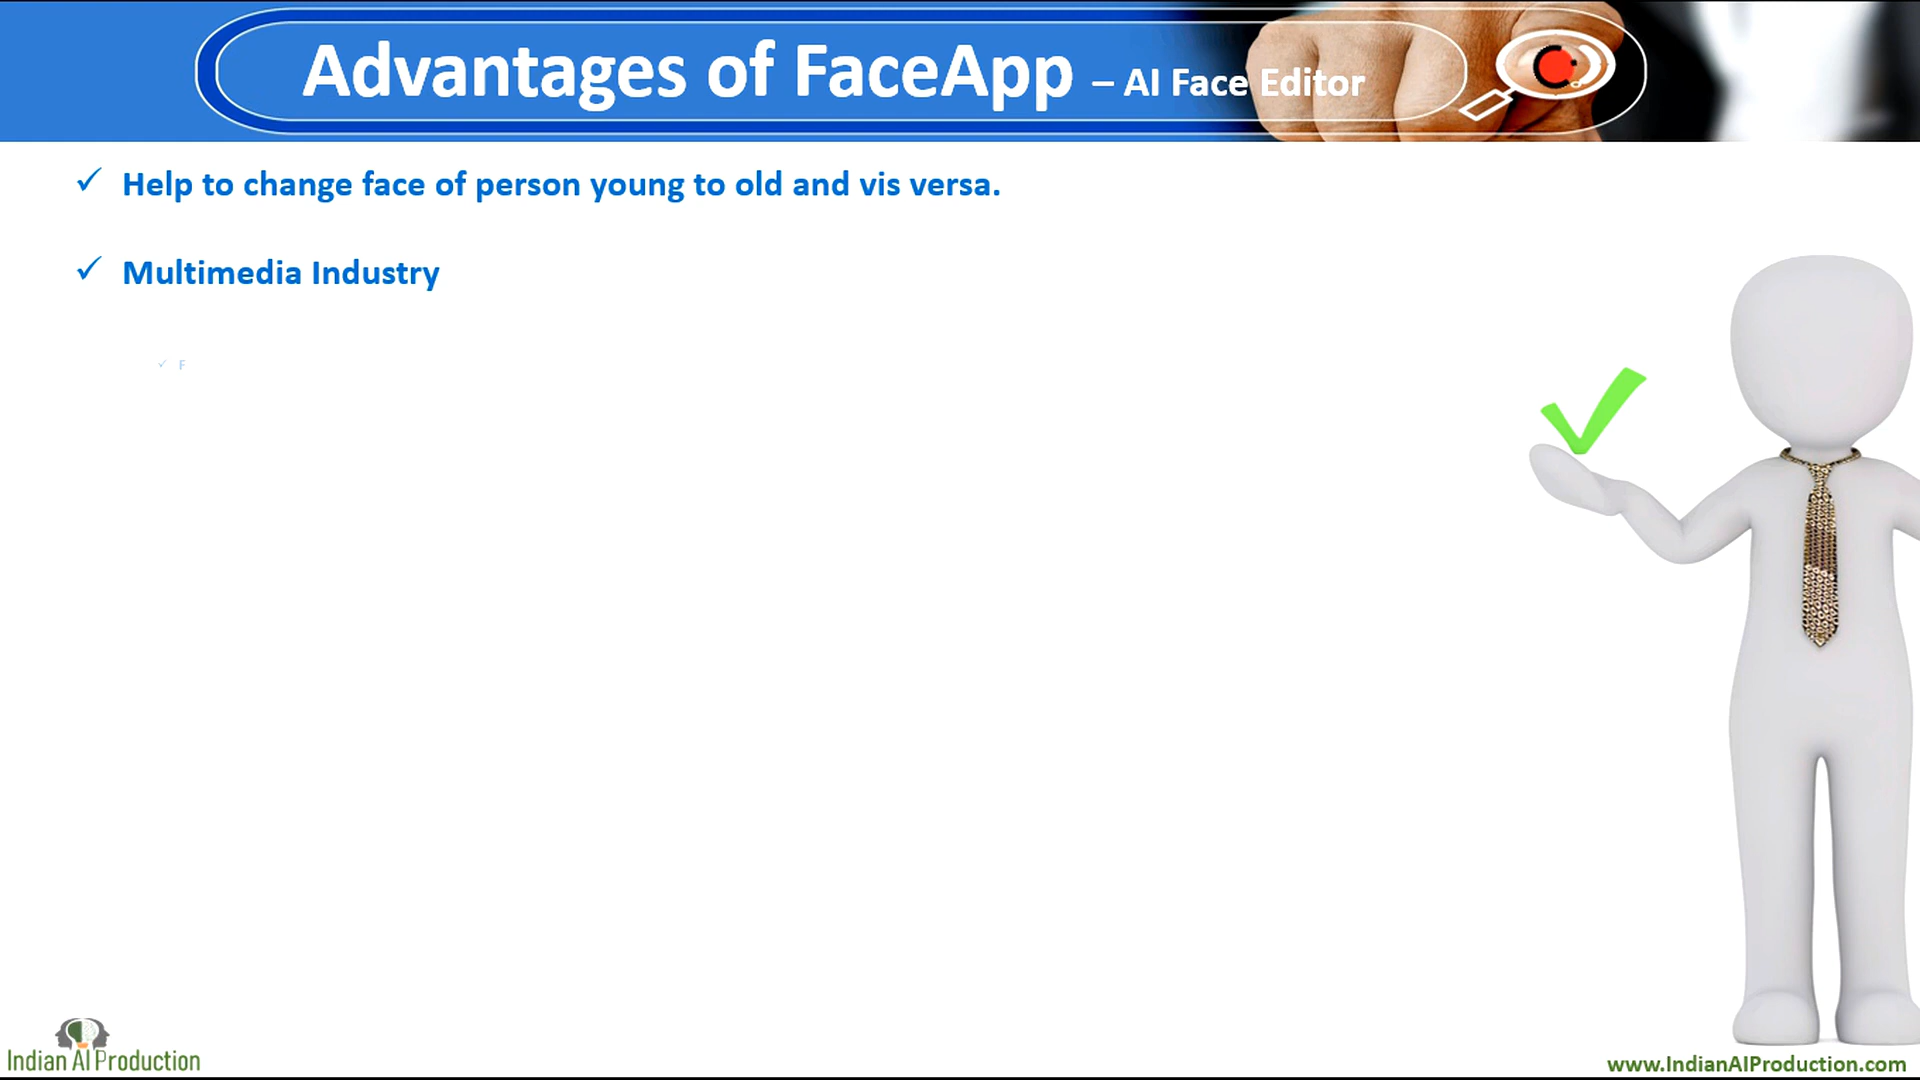 Advantages of FaceApp – AI Face Editor
✓ Help to change face of person young to old and vis versa.
✓ Multimedia Industry
✓ F
Indian AI Production
www.IndianAIProduction.com